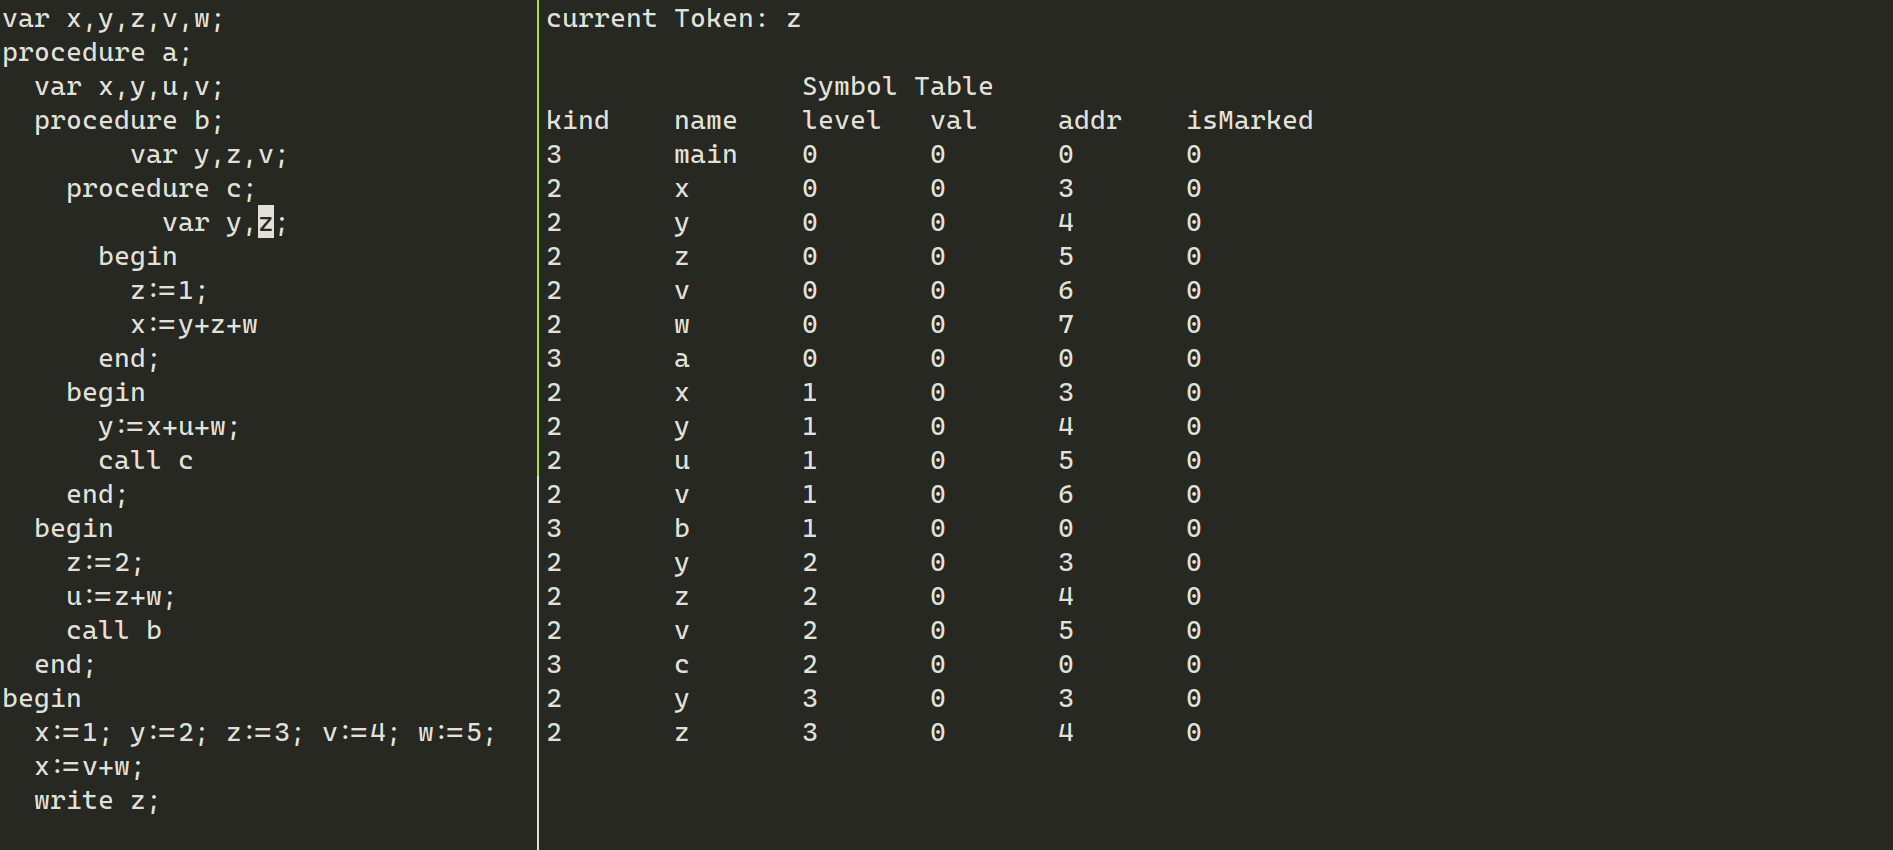 var x,y,z,v,w;
procedure a;
  var x,y,u,v;
  procedure b;
        var y,z,v;
    procedure c;
          var y,z;
      begin
        z:=1;
        x:=y+z+w
      end;
    begin
      y:=x+u+w;
      call c
    end;
  begin
    z:=2;
    u:=z+w;
    call b
  end;
begin
  x:=1; y:=2; z:=3; v:=4; w:=5;
  x:=v+w;
  write z;
current Token: z
Symbol Table
kind    name    level   val     addr    isMarked
3       main    0       0       0       0
2       x       0       0       3       0
2       y       0       0       4       0
2       z       0       0       5       0
2       v       0       0       6       0
2       w       0       0       7       0
3       a       0       0       0       0
2       x       1       0       3       0
2       y       1       0       4       0
2       u       1       0       5       0
2       v       1       0       6       0
3       b       1       0       0       0
2       y       2       0       3       0
2       z       2       0       4       0
2       v       2       0       5       0
3       c       2       0       0       0
2       y       3       0       3       0
2       z       3       0       4       0